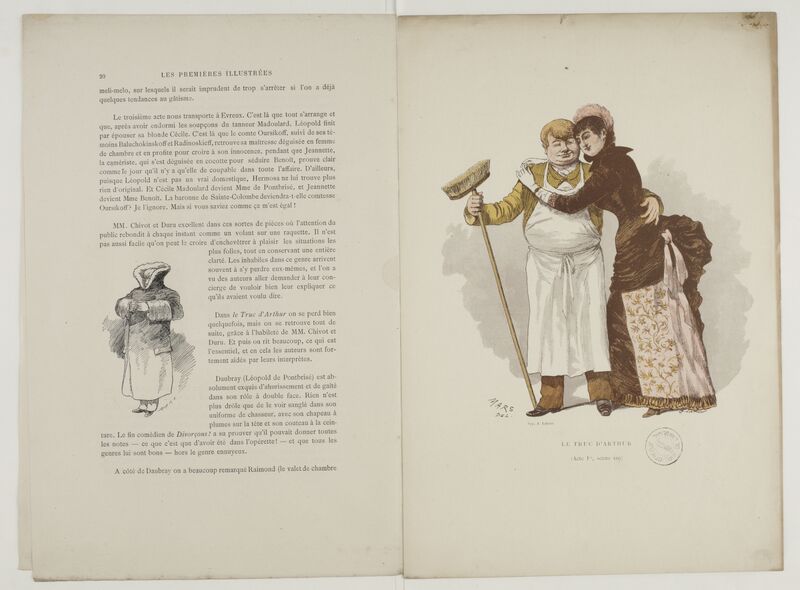 20
LES PREMIÈRES ILLUSTRÉES
meli-melo, sur lesquels il serait imprudent de trop s'arrêter si l'on a déjà
quelques tendances au gâtisme.
Le troisième acte nous transporte à Evreux. C'est là que tout s'arrange et
que, après avoir endormi les soupçons du tanneur Madoulard, Léopold finit
par épouser sa blonde Cécile. C'est là que le comte Oursikoff, suivi de ses té-
moins Balachokinskoff et Radinoskieff, retrouve sa maîtresse déguisée en femme
de chambre et en profite pour croire à son innocence, pendant que Jeannette,
la camériste, qui s'est déguisée en cocotte pour séduire Benoit, prouve clair
comme le jour qu'il n'y a qu'elle de coupable dans toute l'affaire. D'ailleurs,
puisque Léopold n'est pas un vrai domestique, Hermosa ne lui trouve plus
rien d'original. Et Cécile Madoulard devient Mme de Pontbrisé, et Jeannette
devient Mme Benoit. La baronne de Sainte-Colombe deviendra-t-elle comtesse
Oursikoff? Je l'ignore. Mais si vous saviez comme ça m'est égal!
MM. Chivot et Duru excellent dans ces sortes de pièces où l'attention du
public rebondit à chaque instant comme un volant sur une raquette. Il n'est
pas aussi facile qu'on peut le croire d'enchevêtrer à plaisir les situations les
plus folles, tout en conservant une entière
clarté. Les inhabiles dans ce genre arrivent
souvent à s'y perdre eux-mêmes, et l'on a
vu des auteurs aller demander à leur con-
cierge de vouloir bien leur expliquer ce
qu'ils avaient voulu dire.
Dans le Truc d'Arthur on se perd bien
quelquefois, mais on se retrouve tout de
suite, grâce à l'habileté de MM. Chivot et
Duru. Et puis on rit beaucoup, ce qui est
l'essentiel, et en cela les auteurs sont for-
tement aidés par leurs interprètes.
Daubray (Léopold de Pontbrisé) est ab-
solument exquis d'ahurissement et de gaîté
dans son rôle à double face. Rien n'est
plus drôle que de le voir sanglé dans son
uniforme de chasseur, avec son chapeau à
plumes sur la tête et son couteau à la cein-
ture. Le fin comédien de Divorçons! a su prouver qu'il pouvait donner toutes
les notes — ce que c'est que d'avoir été dans l'opérette! — et que tous les
genres lui sont bons — hors le genre ennuyeux.
A côté de Daubray on a beaucoup remarqué Raimond (le valet de chambre
MARS
DEL
LE TRUC D'ARTHUR
(Acte Ier, scène